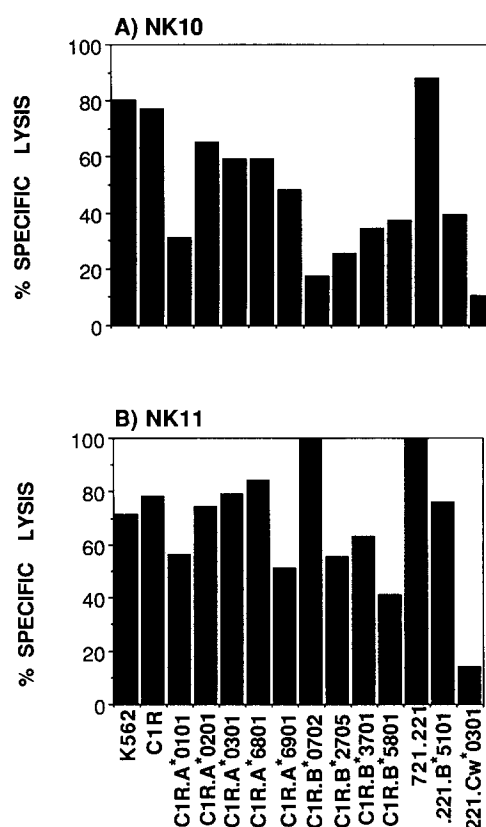 A) NK10
% SPECIFIC LYSIS
100
80
60
40
20
0
B) NK11
% SPECIFIC LYSIS
100
80
60
40
20
0
K562
C1R
C1R.A*0101
C1R.A*0201
C1R.A*0301
C1R.A*6801
C1R.A*6901
C1R.B*0702
C1R.B*2705
C1R.B*3701
C1R.B*5801
721.221
.221.B*5101
221.Cw*0301